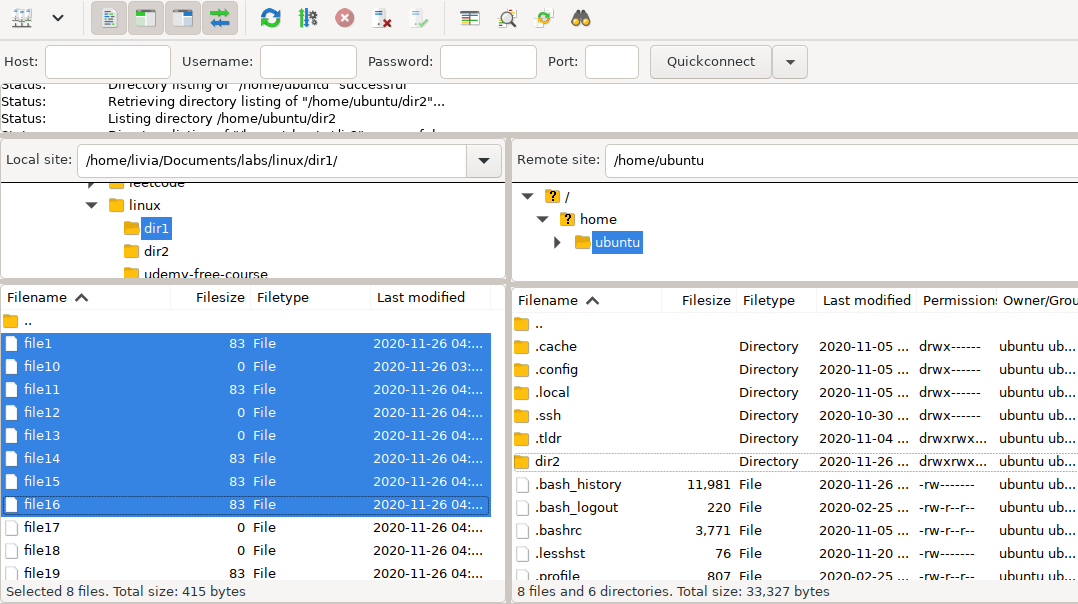 Host: Username: Password: Port: Quickconnect
Status: Directory listing of "/home/ubuntu" successful
Status: Retrieving directory listing of "/home/ubuntu/dir2"...
Status: Listing directory /home/ubuntu/dir2
Local site: /home/livia/Documents/labs/linux/dir1/
leetcode
linux
dir1
dir2
udemy-free-course
Filename Filesize Filetype Last modified
..
file1 83 File 2020-11-26 04:...
file10 0 File 2020-11-26 03:...
file11 83 File 2020-11-26 04:...
file12 0 File 2020-11-26 04:...
file13 0 File 2020-11-26 04:...
file14 83 File 2020-11-26 04:...
file15 83 File 2020-11-26 04:...
file16 83 File 2020-11-26 04:...
file17 0 File 2020-11-26 04:...
file18 0 File 2020-11-26 04:...
file19 83 File 2020-11-26 04:...
Selected 8 files. Total size: 415 bytes
Remote site: /home/ubuntu
/
home
ubuntu
Filename Filesize Filetype Last modified Permissions Owner/Grou
..
.cache Directory 2020-11-05 ... drwx------ ubuntu ub...
.config Directory 2020-11-05 ... drwx------ ubuntu ub...
.local Directory 2020-11-05 ... drwx------ ubuntu ub...
.ssh Directory 2020-10-30 ... drwx------ ubuntu ub...
.tldr Directory 2020-11-04 ... drwxrwx... ubuntu ub...
dir2 Directory 2020-11-26 ... drwxrwx... ubuntu ub...
.bash_history 11,981 File 2020-11-26 ... -rw------- ubuntu ub...
.bash_logout 220 File 2020-02-25 ... -rw-r--r-- ubuntu ub...
.bashrc 3,771 File 2020-11-05 ... -rw-r--r-- ubuntu ub...
.lesshst 76 File 2020-11-20 ... -rw------- ubuntu ub...
.profile 807 File 2020-02-25 ... -rw-r--r-- ubuntu ub...
8 files and 6 directories. Total size: 33,327 bytes